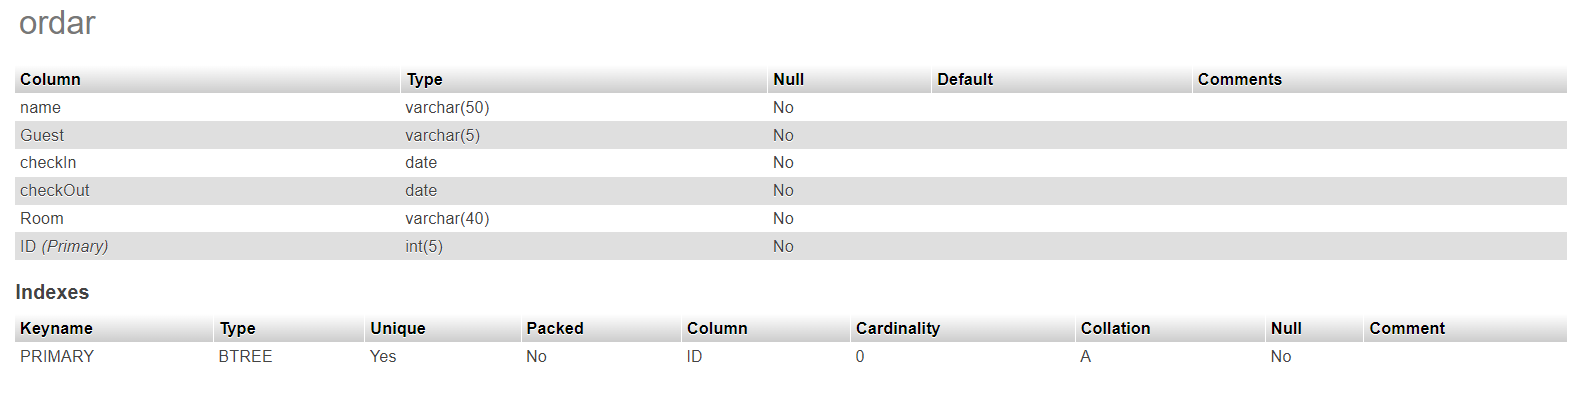 ordar
Column Type Null Default Comments
name varchar(50) No
Guest varchar(5) No
checkIn date No
checkOut date No
Room varchar(40) No
ID (Primary) int(5) No
Indexes
Keyname Type Unique Packed Column Cardinality Collation Null Comment
PRIMARY BTREE Yes No ID 0 A No